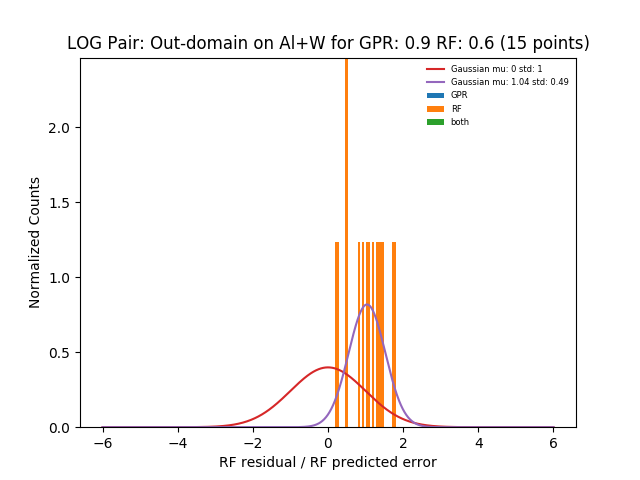 LOG Pair: Out-domain on Al+W for GPR: 0.9 RF: 0.6 (15 points)
Gaussian mu: 0 std: 1
Gaussian mu: 1.04 std: 0.49
GPR
RF
both
Normalized Counts
2.0
1.5
1.0
0.5
0.0
−6 −4 −2 0 2 4 6
RF residual / RF predicted error